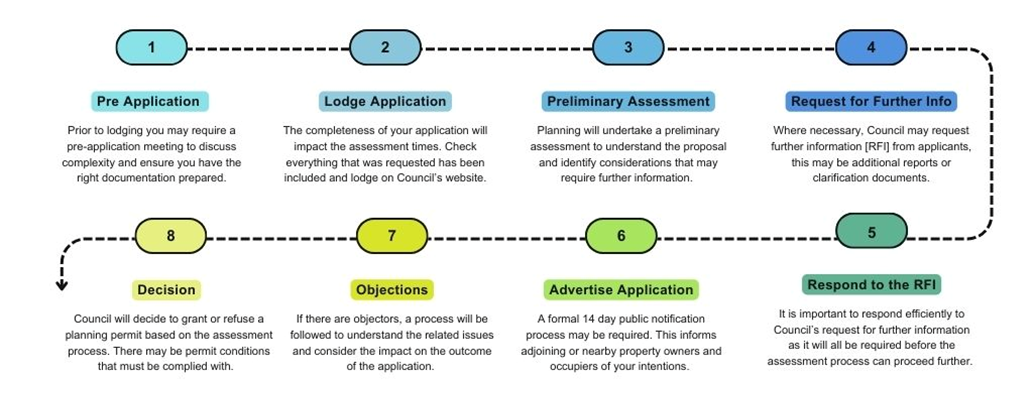 1
2
3
4
Pre Application
Prior to lodging you may require a
pre-application meeting to discuss
complexity and ensure you have the
right documentation prepared.
Lodge Application
The completeness of your application will
impact the assessment times. Check
everything that was requested has been
included and lodge on Council's website.
Preliminary Assessment
Planning will undertake a preliminary
assessment to understand the proposal
and identify considerations that may
require further information.
Request for Further Info
Where necessary, Council may request
further information [RFI] from applicants,
this may be additional reports or
clarification documents.
5
Respond to the RFI
It is important to respond efficiently to
Council's request for further information
as it will all be required before the
assessment process can proceed further.
6
Advertise Application
A formal 14 day public notification
process may be required. This informs
adjoining or nearby property owners and
occupiers of your intentions.
7
Objections
If there are objectors, a process will be
followed to understand the related issues
and consider the impact on the outcome
of the application.
8
Decision
Council will decide to grant or refuse a
planning permit based on the assessment
process. There may be permit conditions
that must be complied with.